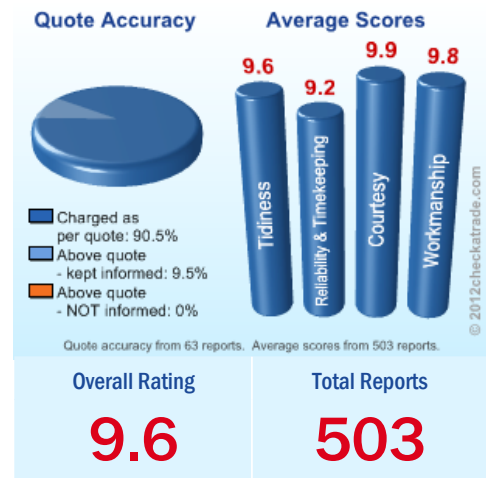 Quote Accuracy
Charged as
per quote: 90.5%
Above quote
- kept informed: 9.5%
Above quote
- NOT informed: 0%
Average Scores
9.6
9.2
9.9
9.8
Tidiness
Reliability & Timekeeping
Courtesy
Workmanship
© 2012checkatrade.com
Quote accuracy from 63 reports. Average scores from 503 reports.
Overall Rating
9.6
Total Reports
503